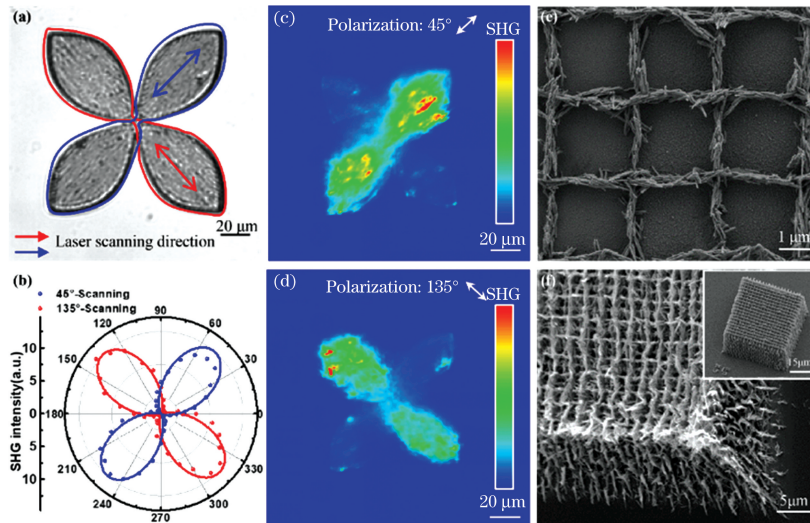 (a)
20 μm
Laser scanning direction
(b)
45°-Scanning
135°-Scanning
SHG intensity(a.u.)
10
5
0
5
10
90
60
30
0
330
300
270
240
210
180
150
120
(c)
Polarization: 45°
SHG
20 μm
(d)
Polarization: 135°
SHG
20 μm
(e)
1 μm
(f)
15μm
5μm